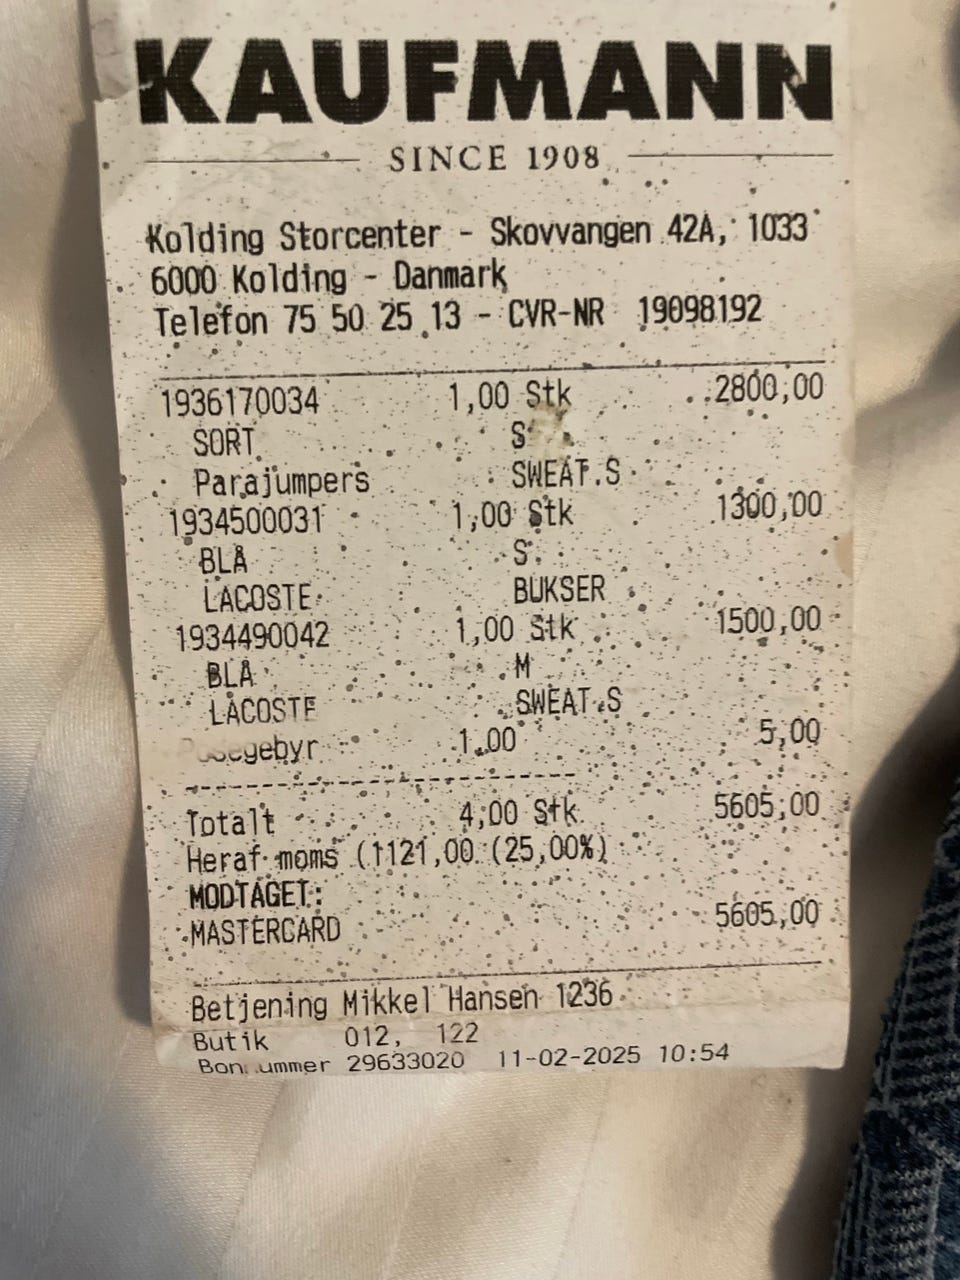 KAUFMANN
SINCE 1908
Kolding Storcenter - Skovvangen 42A, 1033
6000 Kolding - Danmark
Telefon 75 50 25 13 - CVR-NR 19098192
1936170034 1,00 Stk 2800,00
SORT S
Parajumpers SWEAT.S
1934500031 1,00 Stk 1300,00
BLÅ S
LACOSTE BUKSER
1934490042 1,00 Stk 1500,00
BLÅ M
LACOSTE SWEAT.S
Posegebyr 1,00 5,00
Totalt 4,00 Stk 5605,00
Heraf moms (1121,00 (25,00%)
MODTAGET:
MASTERCARD 5605,00
Betjening Mikkel Hansen 1236
Butik 012, 122
Bonnummer 29633020 11-02-2025 10:54